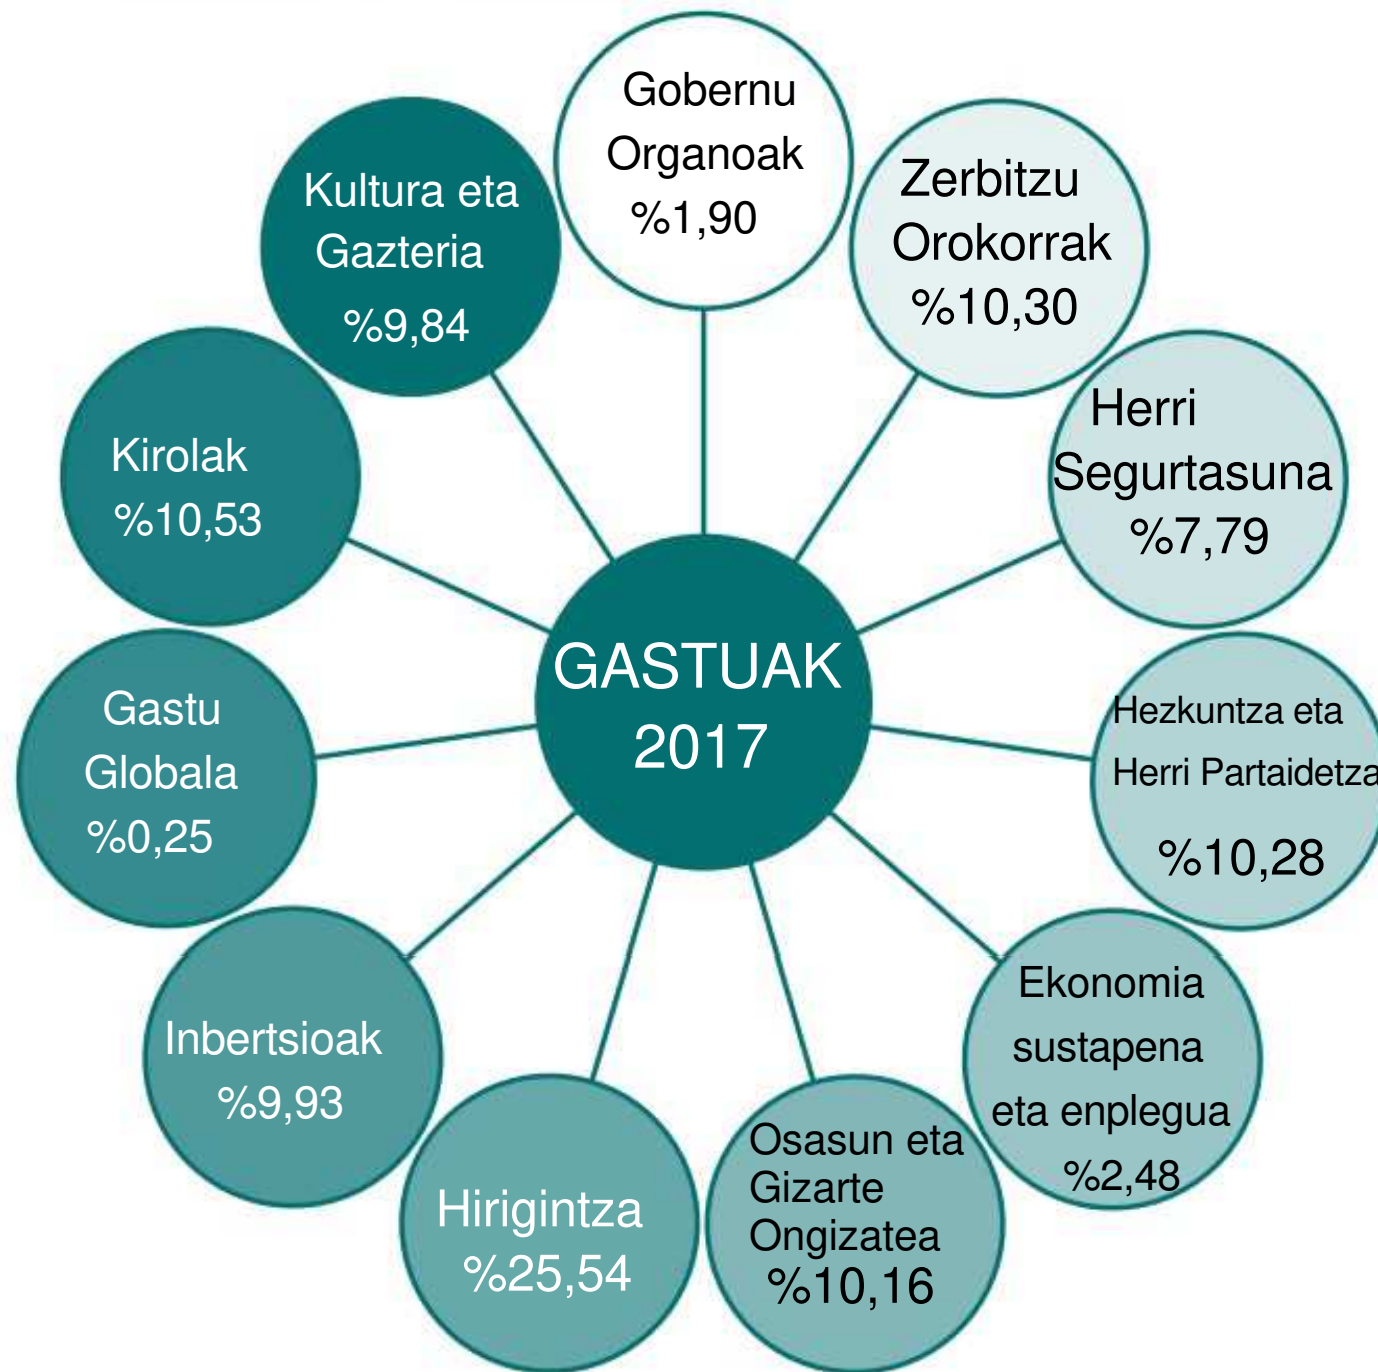 Gobernu
Organoak
%1,90
Zerbitzu
Orokorrak
%10,30
Herri
Segurtasuna
%7,79
Hezkuntza eta
Herri Partaidetza
%10,28
Ekonomia
sustapena
eta enplegua
%2,48
Osasun eta
Gizarte
Ongizatea
%10,16
Hirigintza
%25,54
Inbertsioak
%9,93
Gastu
Globala
%0,25
Kirolak
%10,53
Kultura eta
Gazteria
%9,84
GASTUAK
2017